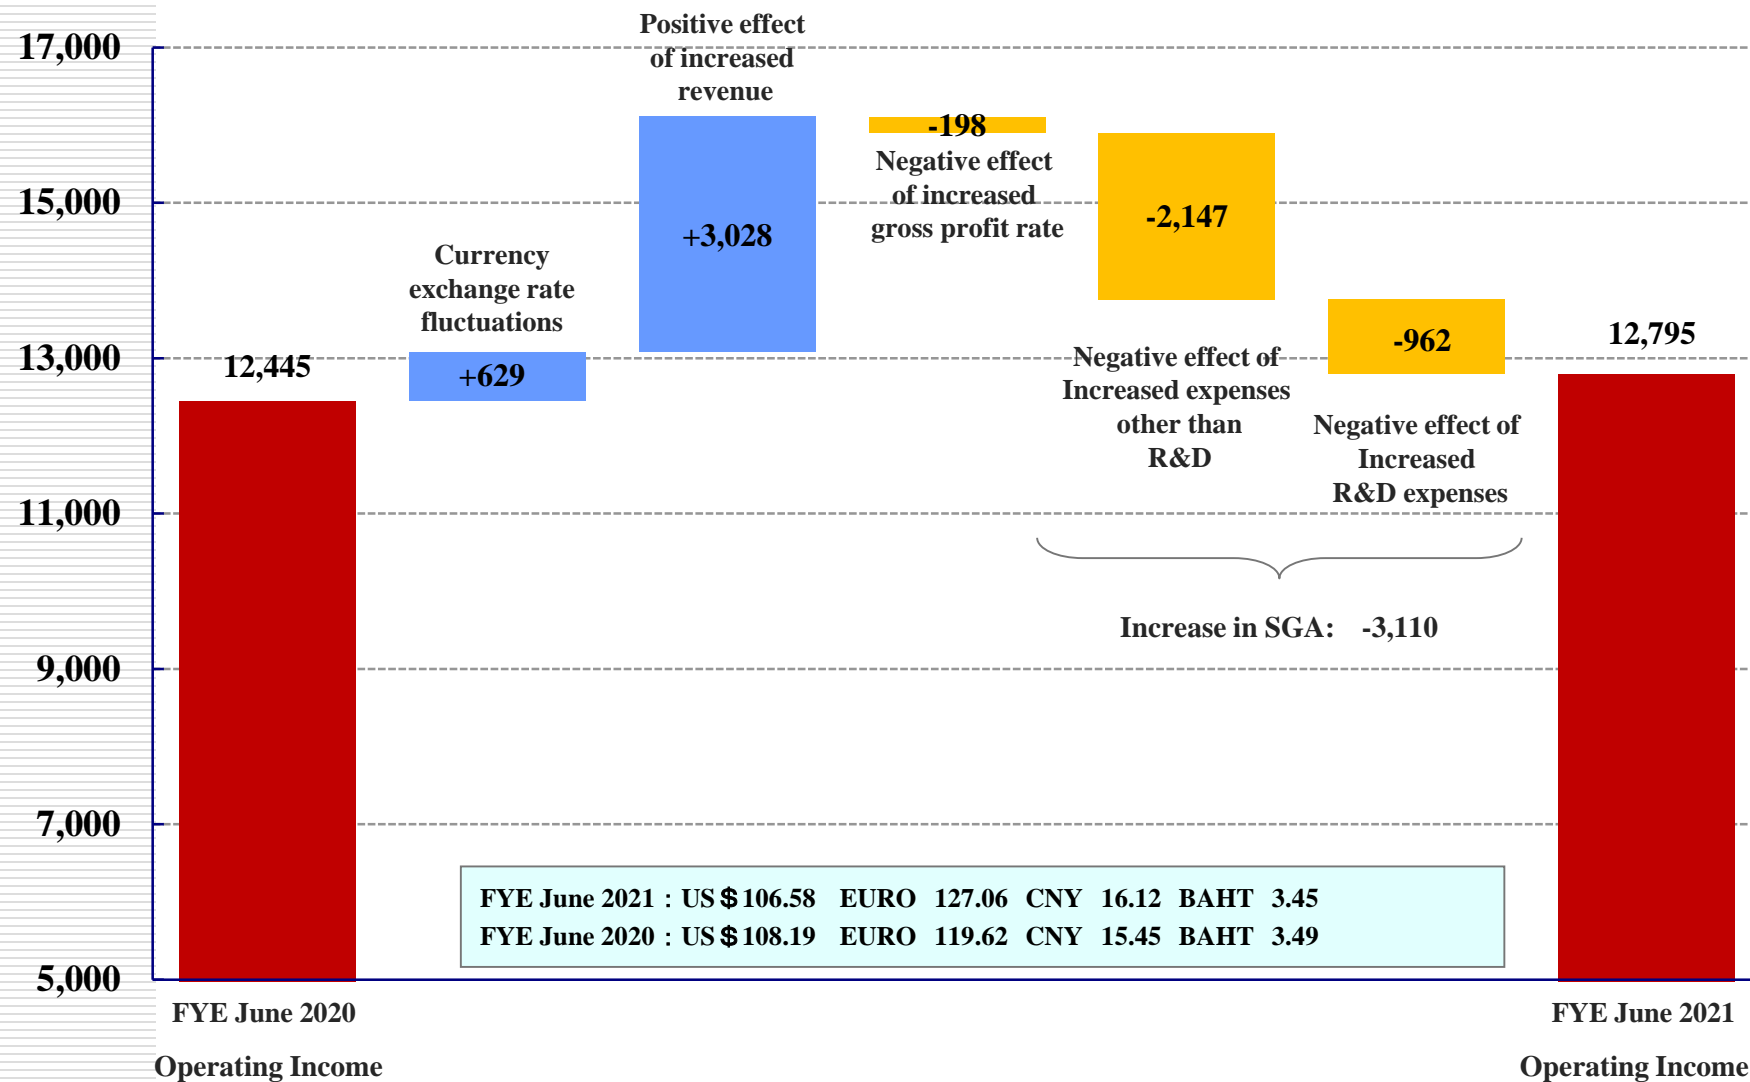 17,000
15,000
13,000
11,000
9,000
7,000
5,000
12,445
Currency
exchange rate
fluctuations
+629
Positive effect
of increased
revenue
+3,028
-198
Negative effect
of increased
gross profit rate
-2,147
Negative effect of
Increased expenses
other than
R&D
-962
Negative effect of
Increased
R&D expenses
12,795
Increase in SGA: -3,110
FYE June 2021：US＄106.58 EURO 127.06 CNY 16.12 BAHT 3.45
FYE June 2020：US＄108.19 EURO 119.62 CNY 15.45 BAHT 3.49
FYE June 2020
Operating Income
FYE June 2021
Operating Income